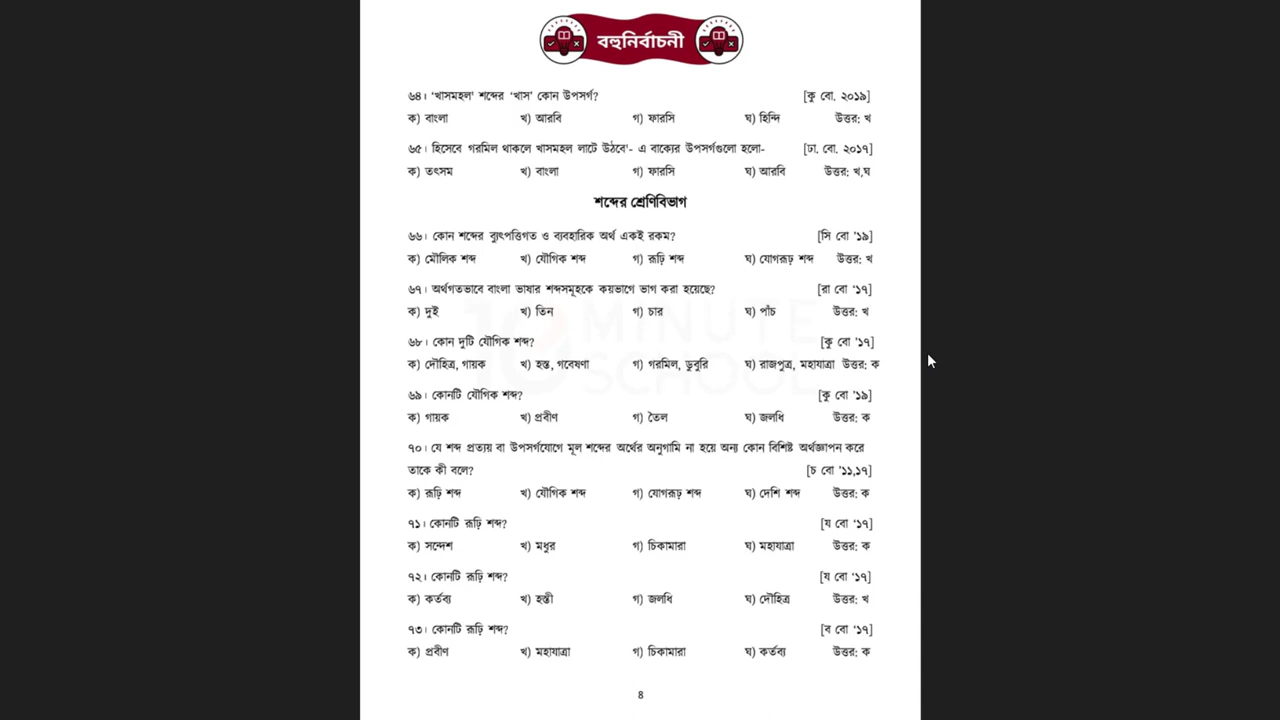 বহুনির্বাচনী
৬৪। ‘খাসমহল’ শব্দের ‘খাস’ কোন উপসর্গ? [কু বো. ২০১৯]
ক) বাংলা খ) আরবি গ) ফারসি ঘ) হিন্দি উত্তর: খ
৬৫। হিসেবে গরমিল থাকলে খাসমহল লাটে উঠবে'- এ বাক্যের উপসর্গগুলো হলো- [ঢা. বো. ২০১৭]
ক) তৎসম খ) বাংলা গ) ফারসি ঘ) আরবি উত্তর: খ,ঘ
শব্দের শ্রেণিবিভাগ
৬৬। কোন শব্দের ব্যুৎপত্তিগত ও ব্যবহারিক অর্থ একই রকম? [সি বো '১৯]
ক) মৌলিক শব্দ খ) যৌগিক শব্দ গ) রূঢ়ি শব্দ ঘ) যোগরূঢ় শব্দ উত্তর: খ
৬৭। অর্থগতভাবে বাংলা ভাষার শব্দসমূহকে কয়ভাগে ভাগ করা হয়েছে? [রা বো '১৭]
ক) দুই খ) তিন গ) চার ঘ) পাঁচ উত্তর: খ
৬৮। কোন দুটি যৌগিক শব্দ? [কু বো '১৭]
ক) দৌহিত্র, গায়ক খ) হস্ত, গবেষণা গ) গরমিল, ডুবুরি ঘ) রাজপুত্র, মহাযাত্রা উত্তর: ক
৬৯। কোনটি যৌগিক শব্দ? [কু বো '১৯]
ক) গায়ক খ) প্রবীণ গ) তৈল ঘ) জলধি উত্তর: ক
৭০। যে শব্দ প্রত্যয় বা উপসর্গযোগে মূল শব্দের অর্থের অনুগামি না হয়ে অন্য কোন বিশিষ্ট অর্থজ্ঞাপন করে
তাকে কী বলে? [চ বো '১১,১৭]
ক) রূঢ়ি শব্দ খ) যৌগিক শব্দ গ) যোগরূঢ় শব্দ ঘ) দেশি শব্দ উত্তর: ক
৭১। কোনটি রূঢ়ি শব্দ? [য বো '১৭]
ক) সন্দেশ খ) মধুর গ) চিকামারা ঘ) মহাযাত্রা উত্তর: ক
৭২। কোনটি রূঢ়ি শব্দ? [য বো '১৭]
ক) কর্তব্য খ) হস্তী গ) জলধি ঘ) দৌহিত্র উত্তর: খ
৭৩। কোনটি রূঢ়ি শব্দ? [ব বো '১৭]
ক) প্রবীণ খ) মহাযাত্রা গ) চিকামারা ঘ) কর্তব্য উত্তর: ক
10 MINUTE SCHOOL
৪